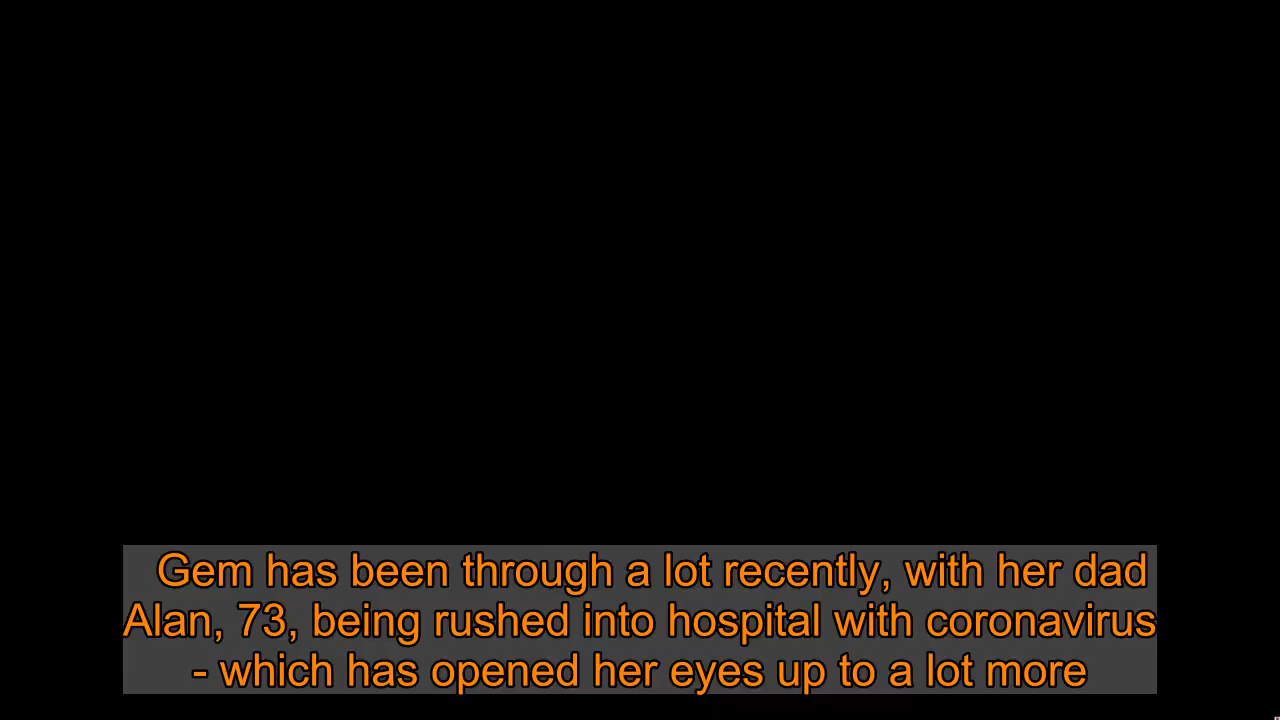 Gem has been through a lot recently, with her dad
Alan, 73, being rushed into hospital with coronavirus
- which has opened her eyes up to a lot more